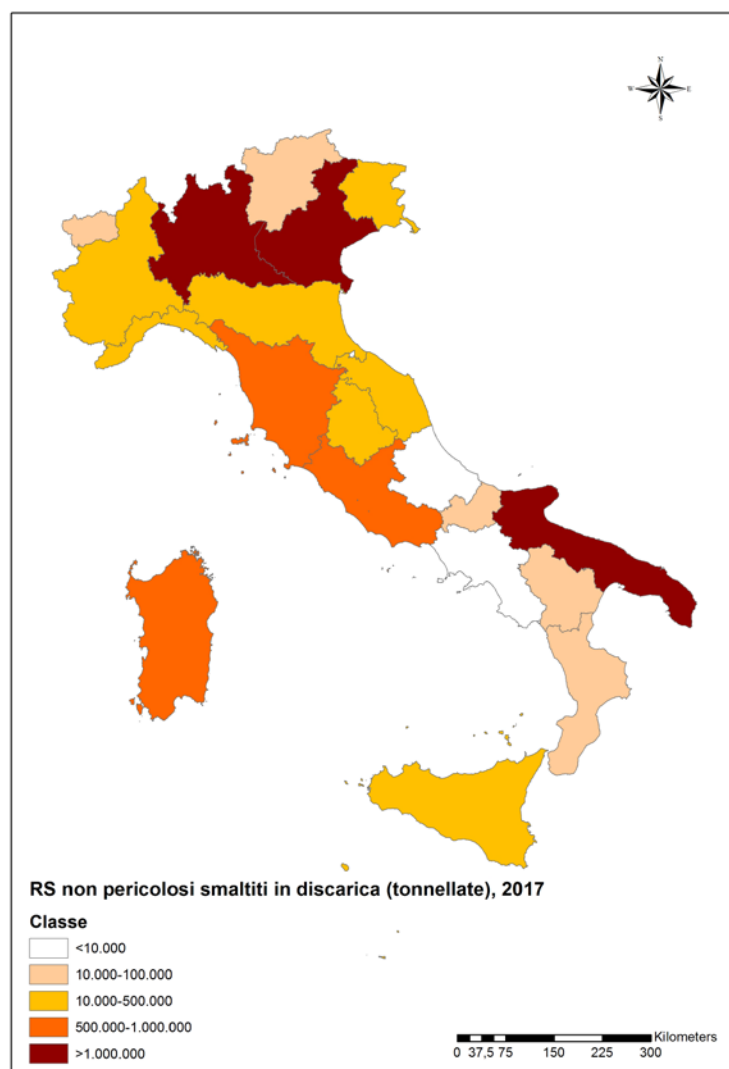 N
W E
S
RS non pericolosi smaltiti in discarica (tonnellate), 2017
Classe
<10.000
10.000-100.000
10.000-500.000
500.000-1.000.000
>1.000.000
Kilometers
0 37,5 75 150 225 300